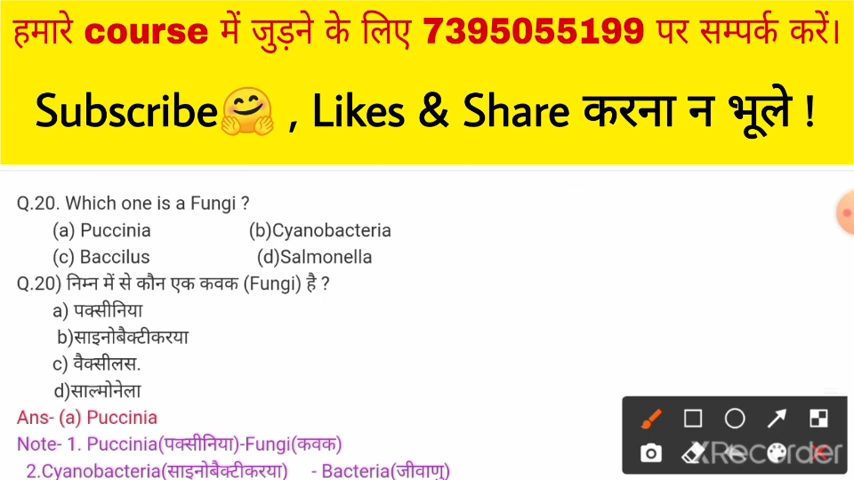 हमारे course में जुड़ने के लिए 7395055199 पर सम्पर्क करें।
Subscribe🤗 , Likes & Share करना न भूले !
Q.20. Which one is a Fungi ?
(a) Puccinia (b)Cyanobacteria
(c) Baccilus (d)Salmonella
Q.20) निम्न में से कौन एक कवक (Fungi) है ?
a) पक्सीनिया
b)साइनोबैक्टीकरया
c) वैक्सीलस.
d)साल्मोनेला
Ans- (a) Puccinia
Note- 1. Puccinia(पक्सीनिया)-Fungi(कवक)
2.Cyanobacteria(साइनोबैक्टीकरया) - Bacteria(जीवाणु)
XRecorder